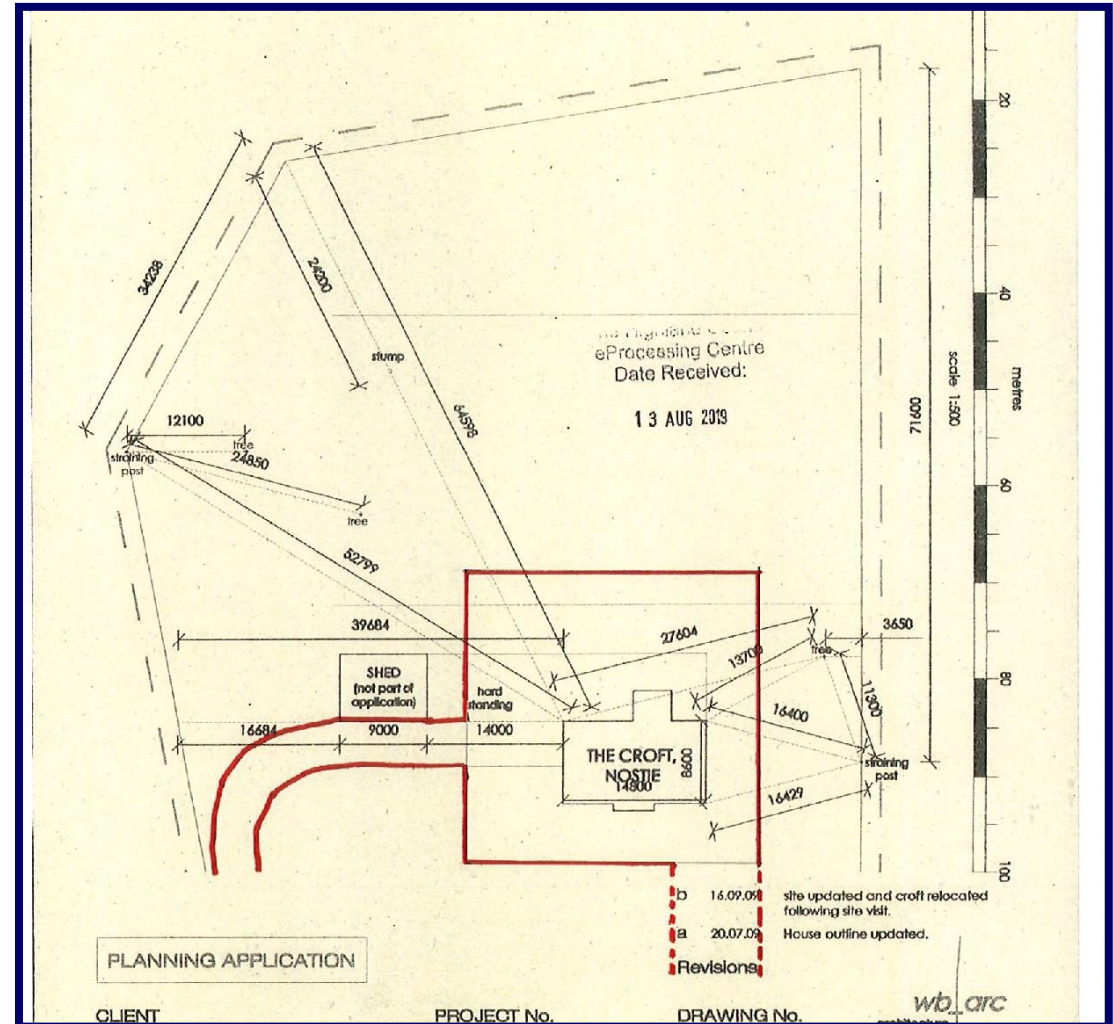 20
34238
24200
40
stump
eProcessing Centre
Date Received:
13 AUG 2019
scale 1:500
metres
71600
64598
12100
tree
straining
post
24850
60
tree
52799
39684
27604
3650
13700
tree
SHED
(not part of
application)
hard
standing
80
11300
16400
16684
9000
14000
THE CROFT,
NOSTIE
8600
14800
straining
post
16429
100
b 16.09.09 site updated and croft relocated
following site visit.
a 20.07.09 House outline updated.
PLANNING APPLICATION
Revisions
wb_arc
CLIENT PROJECT No. DRAWING No.